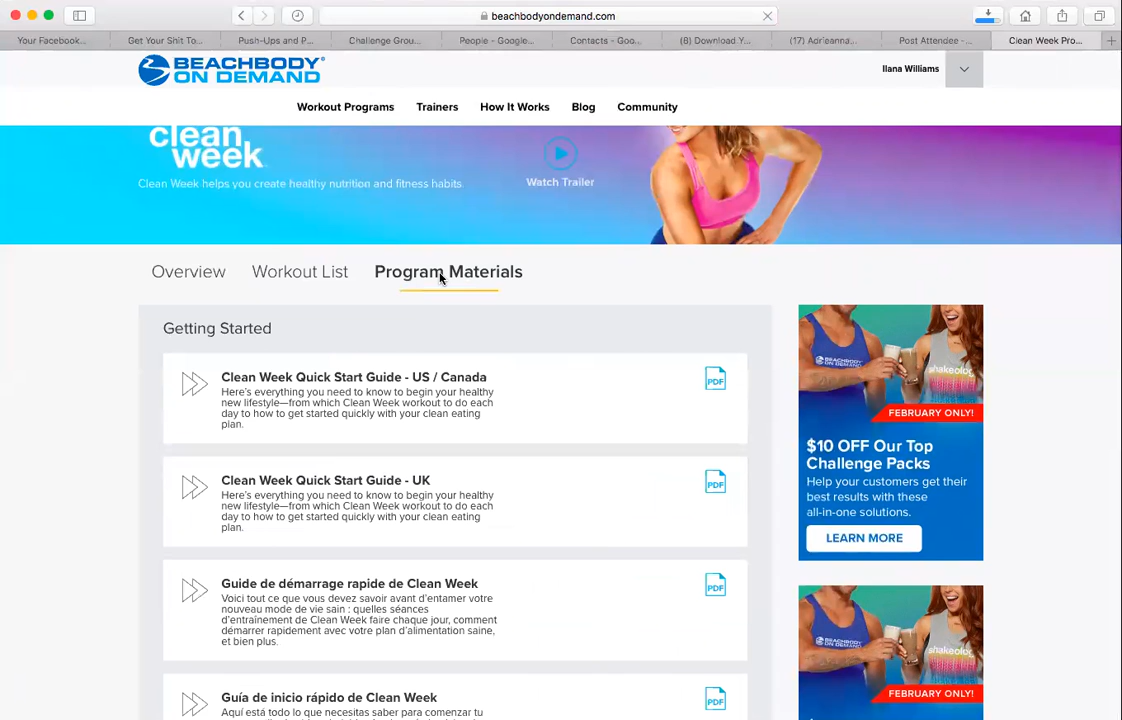 beachbodyondemand.com
Your Facebook...
Get Your Shit To...
Push-Ups and P...
Challenge Grou...
People – Google...
Contacts – Goo...
(8) Download Y...
(17) Adrieanna...
Post Attendee –...
Clean Week Pro...
BEACHBODY
ON DEMAND
Ilana Williams
Workout Programs
Trainers
How It Works
Blog
Community
clean
week
Clean Week helps you create healthy nutrition and fitness habits.
Watch Trailer
Overview
Workout List
Program Materials
Getting Started
Clean Week Quick Start Guide - US / Canada
Here's everything you need to know to begin your healthy
new lifestyle—from which Clean Week workout to do each
day to how to get started quickly with your clean eating
plan.
PDF
Clean Week Quick Start Guide - UK
Here's everything you need to know to begin your healthy
new lifestyle—from which Clean Week workout to do each
day to how to get started quickly with your clean eating
plan.
PDF
Guide de démarrage rapide de Clean Week
Voici tout ce que vous devez savoir avant d'entamer votre
nouveau mode de vie sain : quelles séances
d'entraînement de Clean Week faire chaque jour, comment
démarrer rapidement avec votre plan d'alimentation saine,
et bien plus.
PDF
Guía de inicio rápido de Clean Week
Aquí está todo lo que necesitas saber para comenzar tu
PDF
BEACHBODY
ON DEMAND
shakeology
FEBRUARY ONLY!
$10 OFF Our Top
Challenge Packs
Help your customers get their
best results with these
all-in-one solutions.
LEARN MORE
BEACHBODY
ON DEMAND
shakeolog
FEBRUARY ONLY!